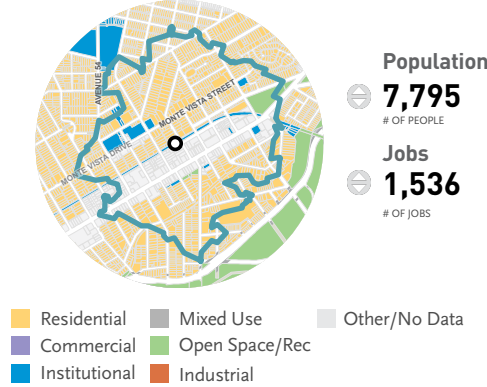 AVENUE 54
MONTE VISTA STREET
MONTE VISTA DRIVE
Population
7,795
# OF PEOPLE
Jobs
1,536
# OF JOBS
Residential
Mixed Use
Other/No Data
Commercial
Open Space/Rec
Institutional
Industrial